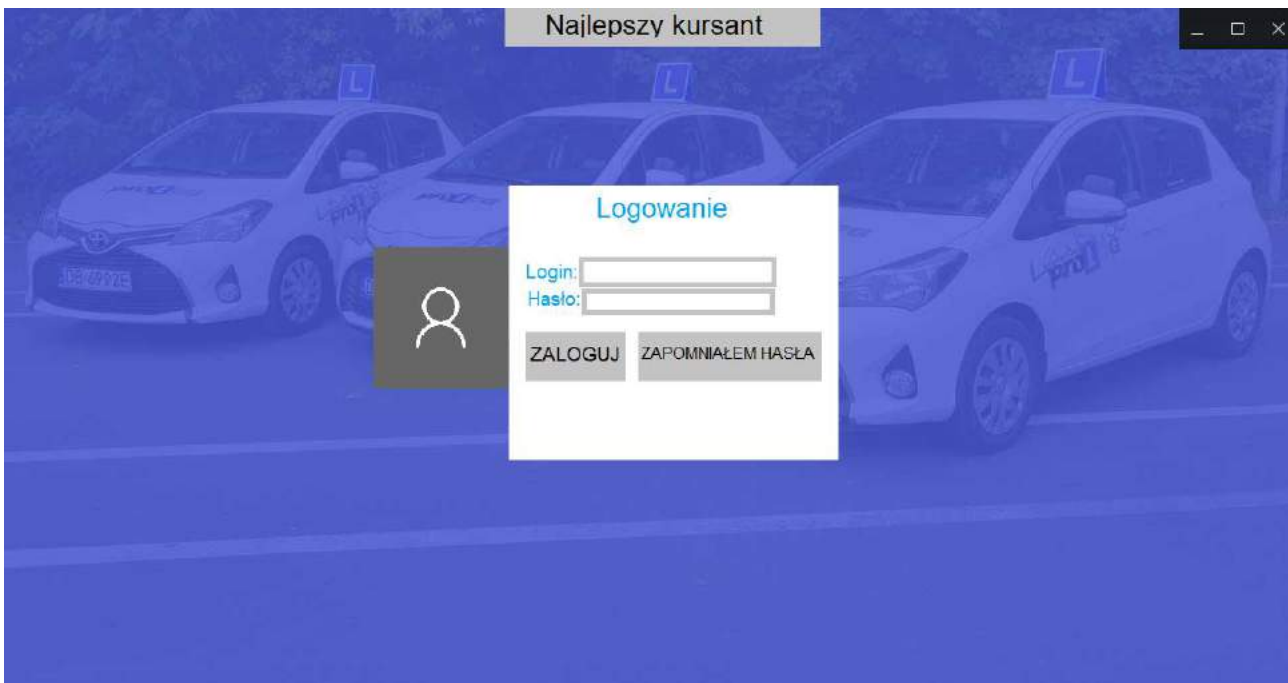 Najlepszy kursant
L
L
L
Logowanie
Login:
Hasło:
ZALOGUJ
ZAPOMNIAŁEM HASŁA